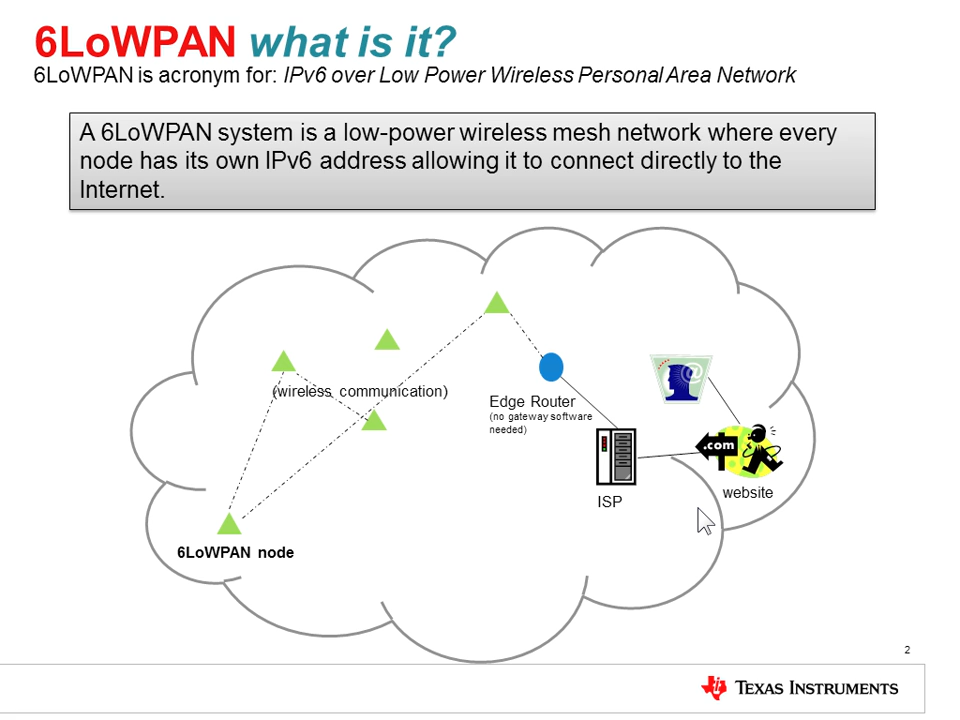 6LoWPAN what is it?
6LoWPAN is acronym for: IPv6 over Low Power Wireless Personal Area Network
A 6LoWPAN system is a low-power wireless mesh network where every
node has its own IPv6 address allowing it to connect directly to the
Internet.
(wireless communication)
Edge Router
(no gateway software
needed)
@
.com
ISP
website
6LoWPAN node
2
TEXAS INSTRUMENTS